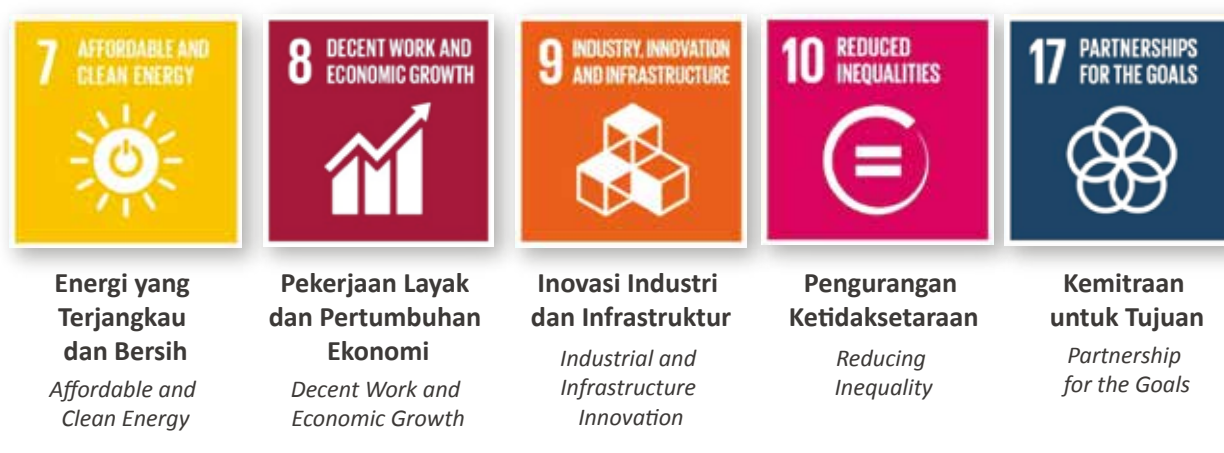 7 AFFORDABLE AND
CLEAN ENERGY
8 DECENT WORK AND
ECONOMIC GROWTH
9 INDUSTRY, INNOVATION
AND INFRASTRUCTURE
10 REDUCED
INEQUALITIES
17 PARTNERSHIPS
FOR THE GOALS
Energi yang
Terjangkau
dan Bersih
Affordable and
Clean Energy
Pekerjaan Layak
dan Pertumbuhan
Ekonomi
Decent Work and
Economic Growth
Inovasi Industri
dan Infrastruktur
Industrial and
Infrastructure
Innovation
Pengurangan
Ketidaksetaraan
Reducing
Inequality
Kemitraan
untuk Tujuan
Partnership
for the Goals